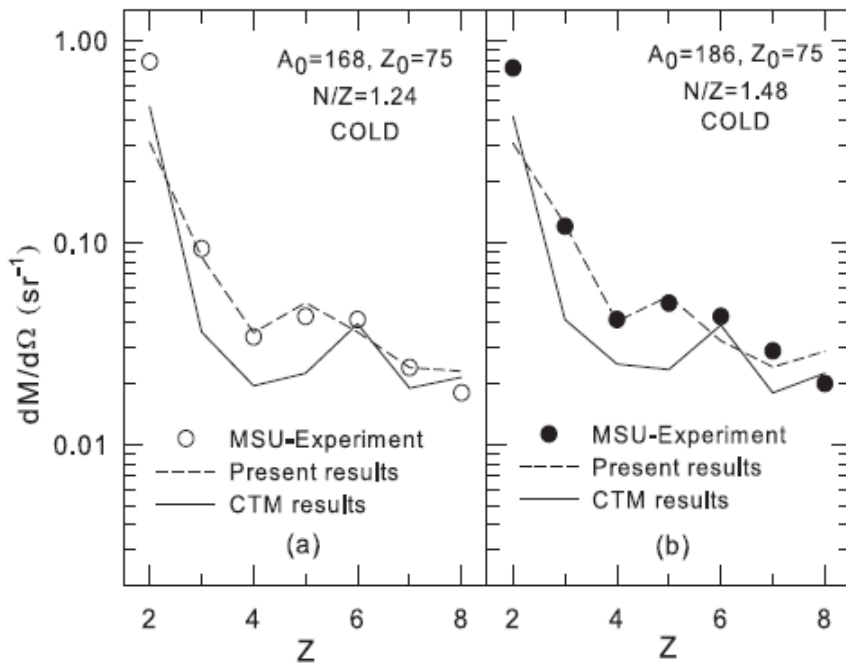 dM/dΩ (sr⁻¹)
1.00
0.10
0.01
A₀=168, Z₀=75
N/Z=1.24
COLD
MSU-Experiment
Present results
CTM results
(a)
2 4 6 8
Z
A₀=186, Z₀=75
N/Z=1.48
COLD
MSU-Experiment
Present results
CTM results
(b)
2 4 6 8
Z